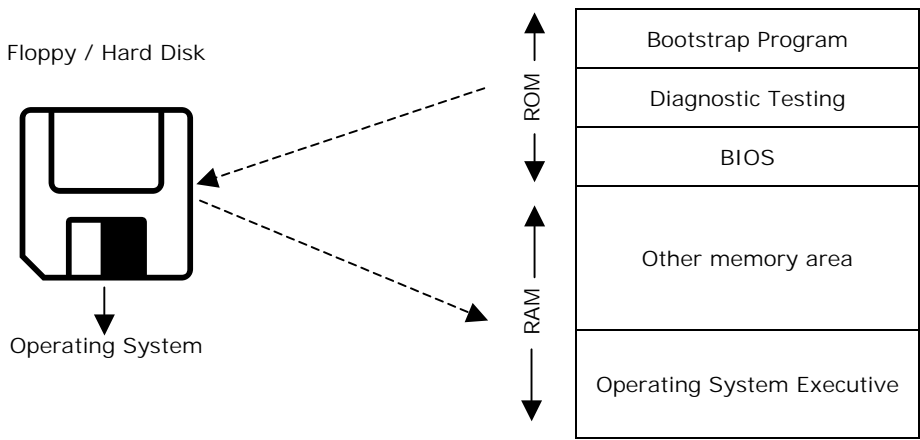 Floppy / Hard Disk
Operating System
ROM
RAM
Bootstrap Program
Diagnostic Testing
BIOS
Other memory area
Operating System Executive